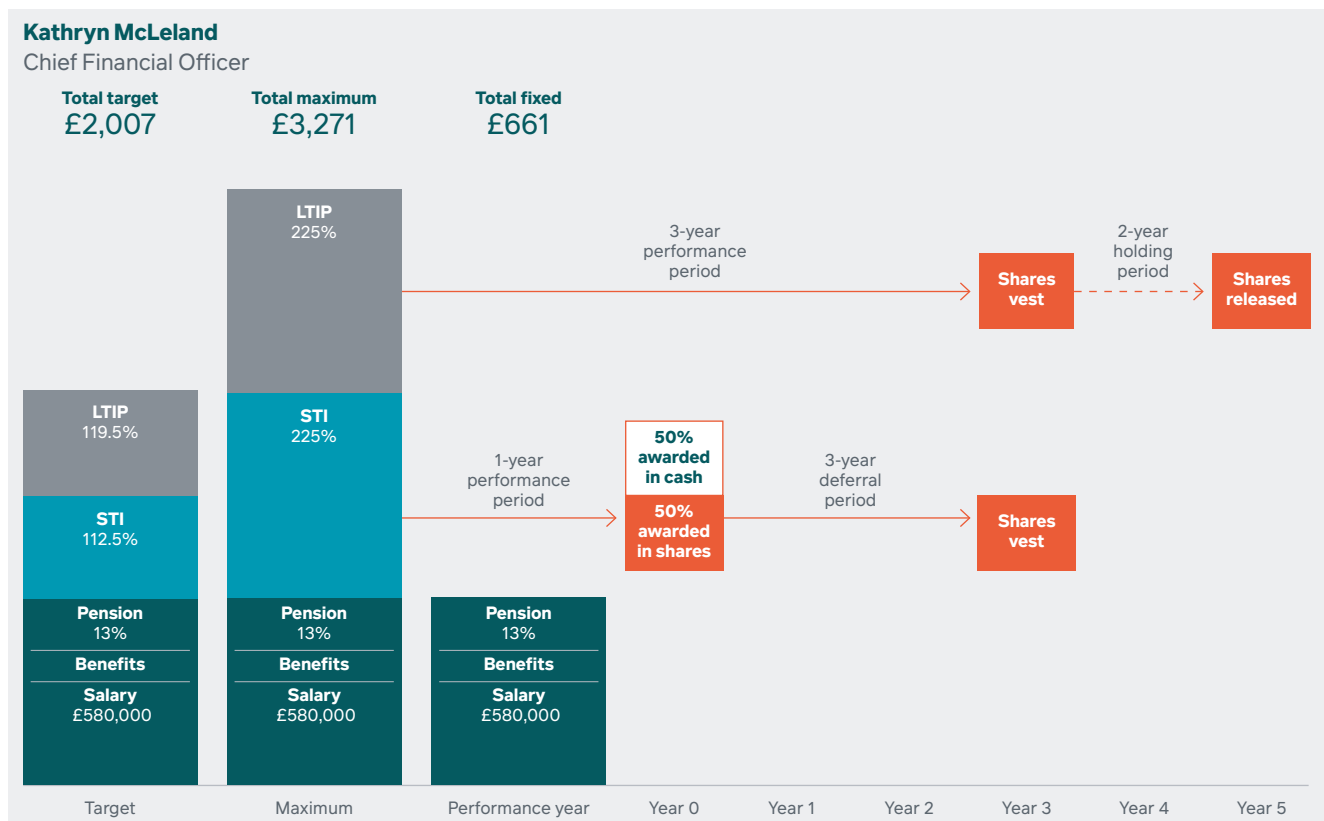 Kathryn McLeland
Chief Financial Officer
Total target
£2,007
Total maximum
£3,271
Total fixed
£661
LTIP
119.5%
STI
112.5%
Pension
13%
Benefits
Salary
£580,000
LTIP
225%
STI
225%
Pension
13%
Benefits
Salary
£580,000
Pension
13%
Benefits
Salary
£580,000
3-year
performance
period
Shares
vest
2-year
holding
period
Shares
released
1-year
performance
period
50%
awarded
in cash
50%
awarded
in shares
3-year
deferral
period
Shares
vest
Target
Maximum
Performance year
Year 0
Year 1
Year 2
Year 3
Year 4
Year 5